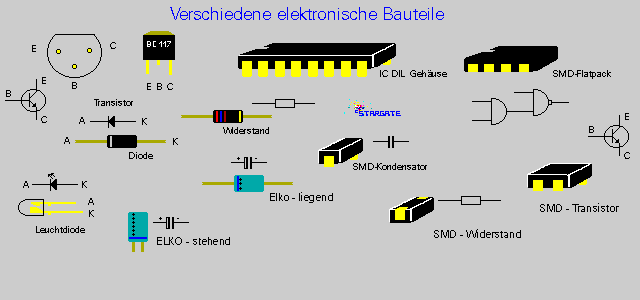 Verschiedene elektronische Bauteile
E
C
B
BC 447
E B C
IC DIL Gehäuse
SMD-Flatpack
B
E
C
Transistor
A
K
A
K
Diode
Widerstand
STARGATE
B
E
C
SMD-Kondensator
A
K
A
K
Leuchtdiode
Elko - liegend
ELKO - stehend
SMD - Widerstand
SMD - Transistor